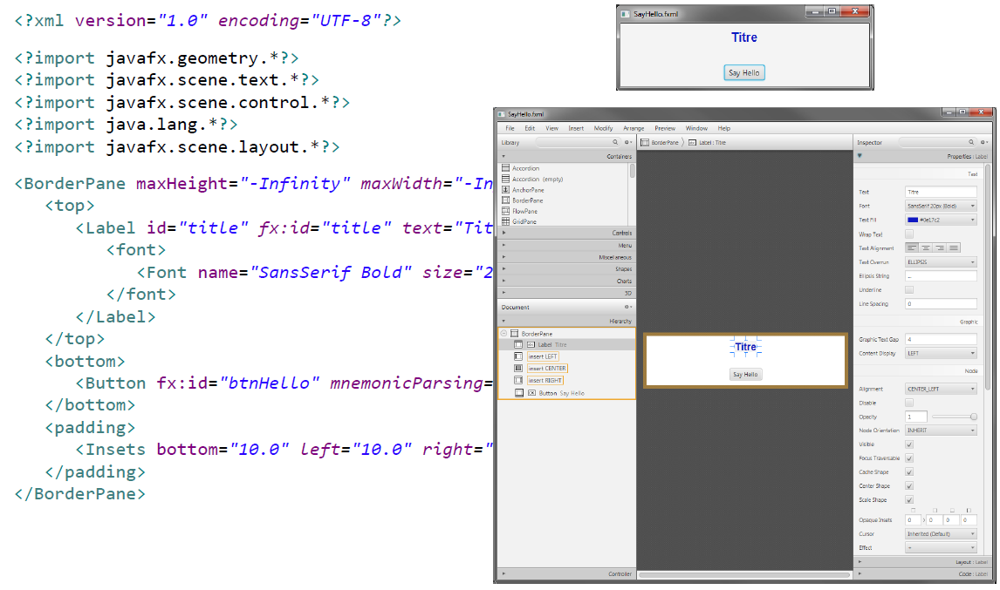 <?xml version="1.0" encoding="UTF-8"?>
<?import javafx.geometry.*?>
<?import javafx.scene.text.*?>
<?import javafx.scene.control.*?>
<?import java.lang.*?>
<?import javafx.scene.layout.*?>
<BorderPane maxHeight="-Infinity" maxWidth="-In
<top>
<Label id="title" fx:id="title" text="Tit
<font>
<Font name="SansSerif Bold" size="2
</font>
</Label>
</top>
<bottom>
<Button fx:id="btnHello" mnemonicParsing=
</bottom>
<padding>
<Insets bottom="10.0" left="10.0" right="
</padding>
</BorderPane>
SayHello.fxml
Titre
Say Hello
SayHello.fxml
File Edit View Insert Modify Arrange Preview Window Help
Library
Containers
Accordion
Accordion (empty)
AnchorPane
BorderPane
FlowPane
GridPane
Controls
Menu
Miscellaneous
Shapes
Charts
3D
Document
Hierarchy
BorderPane
Label Titre
insert LEFT
insert CENTER
insert RIGHT
OK Button Say Hello
Controller
BorderPane Label : Titre
Titre
Say Hello
Inspector
Properties : Label
Text
Text Titre
Font SansSerif 20px (Bold)
Text Fill #0e17c2
Wrap Text
Text Alignment
Text Overrun ELLIPSIS
Ellipsis String ...
Underline
Line Spacing 0
Graphic
Graphic Text Gap 4
Content Display LEFT
Node
Alignment CENTER_LEFT
Disable
Opacity 1
Node Orientation INHERIT
Visible
Focus Traversable
Cache Shape
Center Shape
Scale Shape
Opaque Insets 0 0 0 0
Cursor Inherited (Default)
Effect
Layout : Label
Code : Label